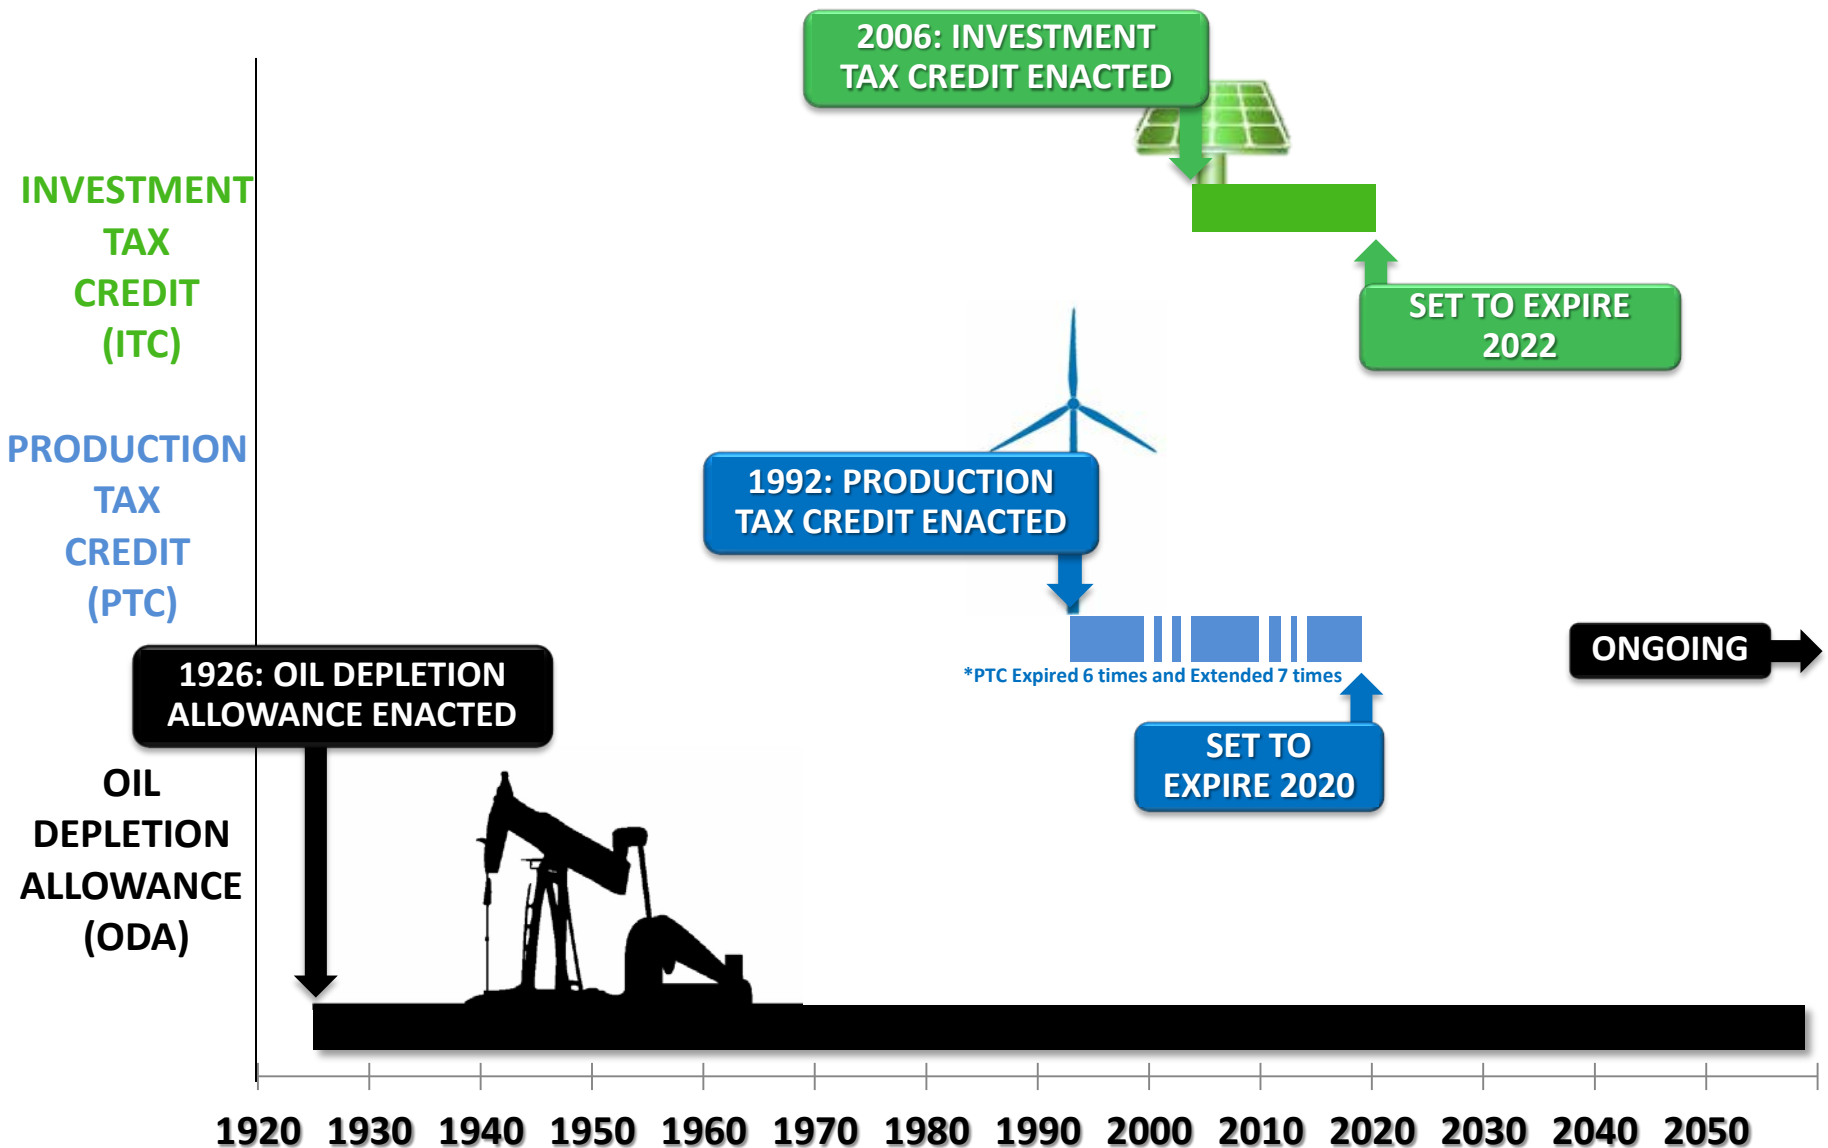 2006: INVESTMENT
TAX CREDIT ENACTED
INVESTMENT
TAX
CREDIT
(ITC)
SET TO EXPIRE
2022
PRODUCTION
TAX
CREDIT
(PTC)
1992: PRODUCTION
TAX CREDIT ENACTED
*PTC Expired 6 times and Extended 7 times
ONGOING
SET TO
EXPIRE 2020
1926: OIL DEPLETION
ALLOWANCE ENACTED
OIL
DEPLETION
ALLOWANCE
(ODA)
1920 1930 1940 1950 1960 1970 1980 1990 2000 2010 2020 2030 2040 2050